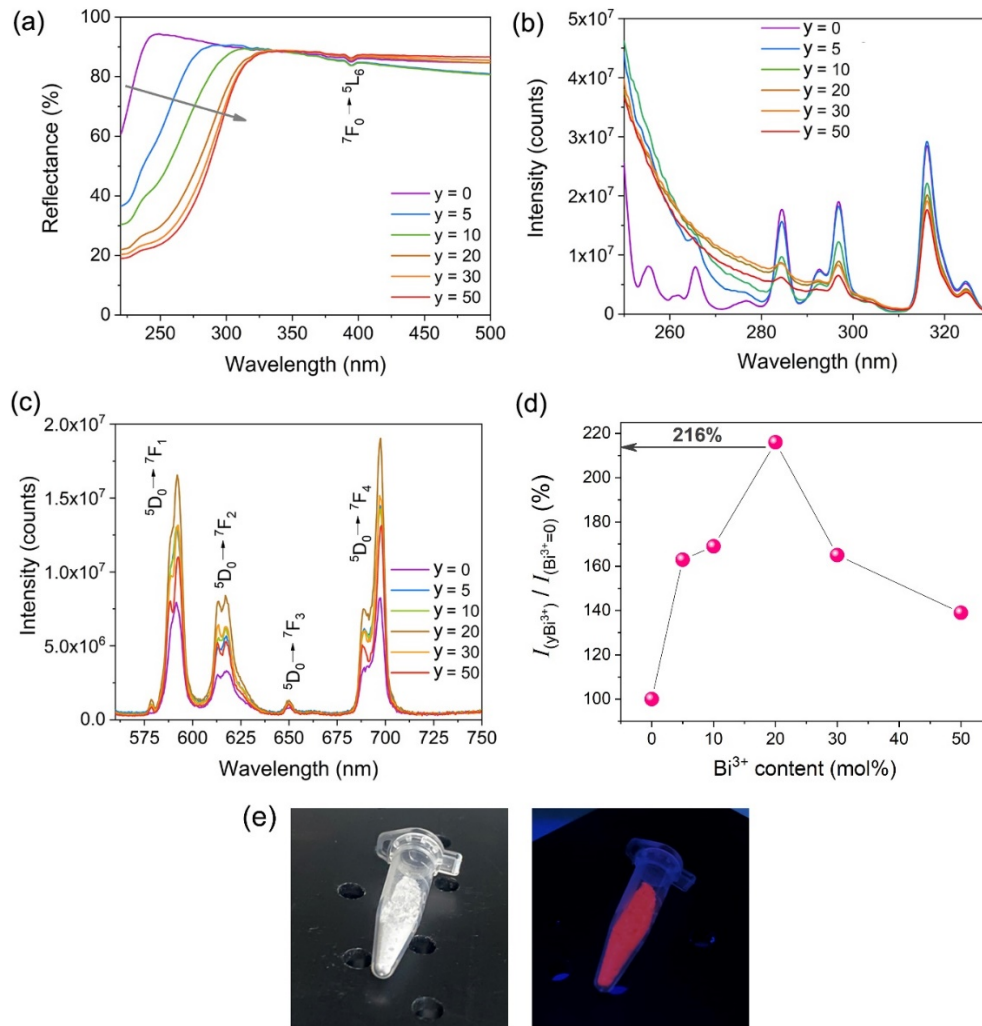 (a)
100
80
60
40
20
0
Reflectance (%)
⁷F₀ → ⁵L₆
y = 0
y = 5
y = 10
y = 20
y = 30
y = 50
250 300 350 400 450 500
Wavelength (nm)
(b)
5x10⁷
4x10⁷
3x10⁷
2x10⁷
1x10⁷
0
Intensity (counts)
y = 0
y = 5
y = 10
y = 20
y = 30
y = 50
260 280 300 320
Wavelength (nm)
(c)
2.0x10⁷
1.5x10⁷
1.0x10⁷
5.0x10⁶
0.0
Intensity (counts)
⁵D₀ → ⁷F₁
⁵D₀ → ⁷F₂
⁵D₀ → ⁷F₃
⁵D₀ → ⁷F₄
y = 0
y = 5
y = 10
y = 20
y = 30
y = 50
575 600 625 650 675 700 725 750
Wavelength (nm)
(d)
220
200
180
160
140
120
100
I(yBi³⁺) / I(Bi³⁺=0) (%)
216%
0 10 20 30 40 50
Bi³⁺ content (mol%)
(e)